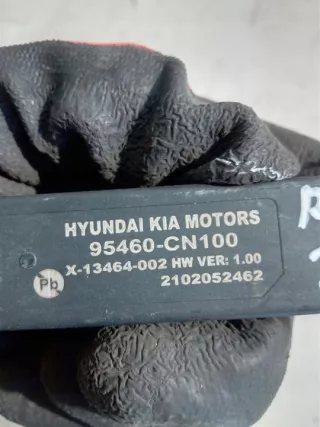 HYUNDAI KIA MOTORS
95460-CN100
X-13464-002 HW VER: 1.00
2102052462
Pb
R